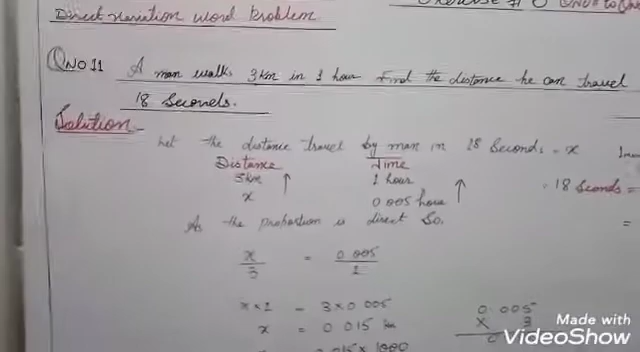 Direct variation word Problem
QNo 11 A man walks 3km in 1 hour Find the distance he can travel
18 Seconds.
Solution
Let the distance travel by man in 18 Seconds = x
Distance Time
3km 1 hour
x 0.005 hour
= 18 Seconds =
=
As the proportion is direct So.
x/3 = 0.005/1
x × 1 = 3 × 0.005
x = 0.015 km
0.005
× 3
× 1000
Made with
VideoShow